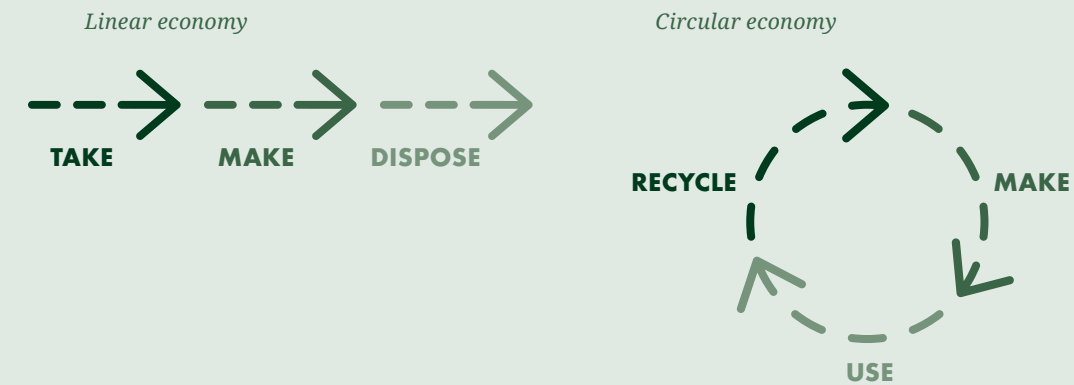 Linear economy
TAKE
MAKE
DISPOSE
Circular economy
RECYCLE
MAKE
USE